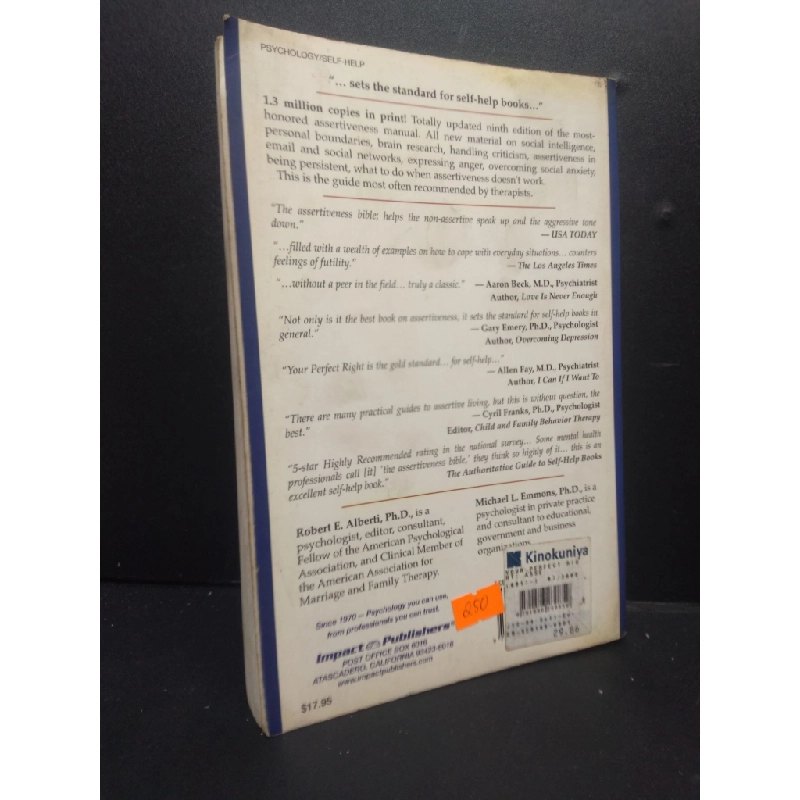 PSYCHOLOGY/SELF-HELP
"… sets the standard for self-help books…"
1.3 million copies in print! Totally updated ninth edition of the most-
honored assertiveness manual. All new material on social intelligence,
personal boundaries, brain research, handling criticism, assertiveness in
email and social networks, expressing anger, overcoming social anxiety,
being persistent, what to do when assertiveness doesn't work.
This is the guide most often recommended by therapists.
"The assertiveness bible: helps the non-assertive speak up and the aggressive tone
down."
— USA TODAY
"…filled with a wealth of examples on how to cope with everyday situations… counters
feelings of futility."
— The Los Angeles Times
"…without a peer in the field… truly a classic."
— Aaron Beck, M.D., Psychiatrist
Author, Love Is Never Enough
"Not only is it the best book on assertiveness, it sets the standard for self-help books in
general."
— Gary Emery, Ph.D., Psychologist
Author, Overcoming Depression
"Your Perfect Right is the gold standard… for self-help…"
— Allen Fay, M.D., Psychiatrist
Author, I Can If I Want To
"There are many practical guides to assertive living, but this is without question, the
best."
— Cyril Franks, Ph.D., Psychologist
Editor, Child and Family Behavior Therapy
"5-star Highly Recommended rating in the national survey… Some mental health
professionals call [it] 'the assertiveness bible,' they think so highly of it… this is an
excellent self-help book."
The Authoritative Guide to Self-Help Books
Robert E. Alberti, Ph.D., is a
psychologist, editor, consultant,
Fellow of the American Psychological
Association, and Clinical Member of
the American Association for
Marriage and Family Therapy.
Michael L. Emmons, Ph.D., is a
psychologist in private practice
and consultant to educational,
government and business
organizations
Since 1970 — Psychology you can use,
from professionals you can trust.
Impact Publishers®
POST OFFICE BOX 6016
ATASCADERO, CALIFORNIA 93423-6016
www.impactpublishers.com
$17.95
250
Kinokuniya